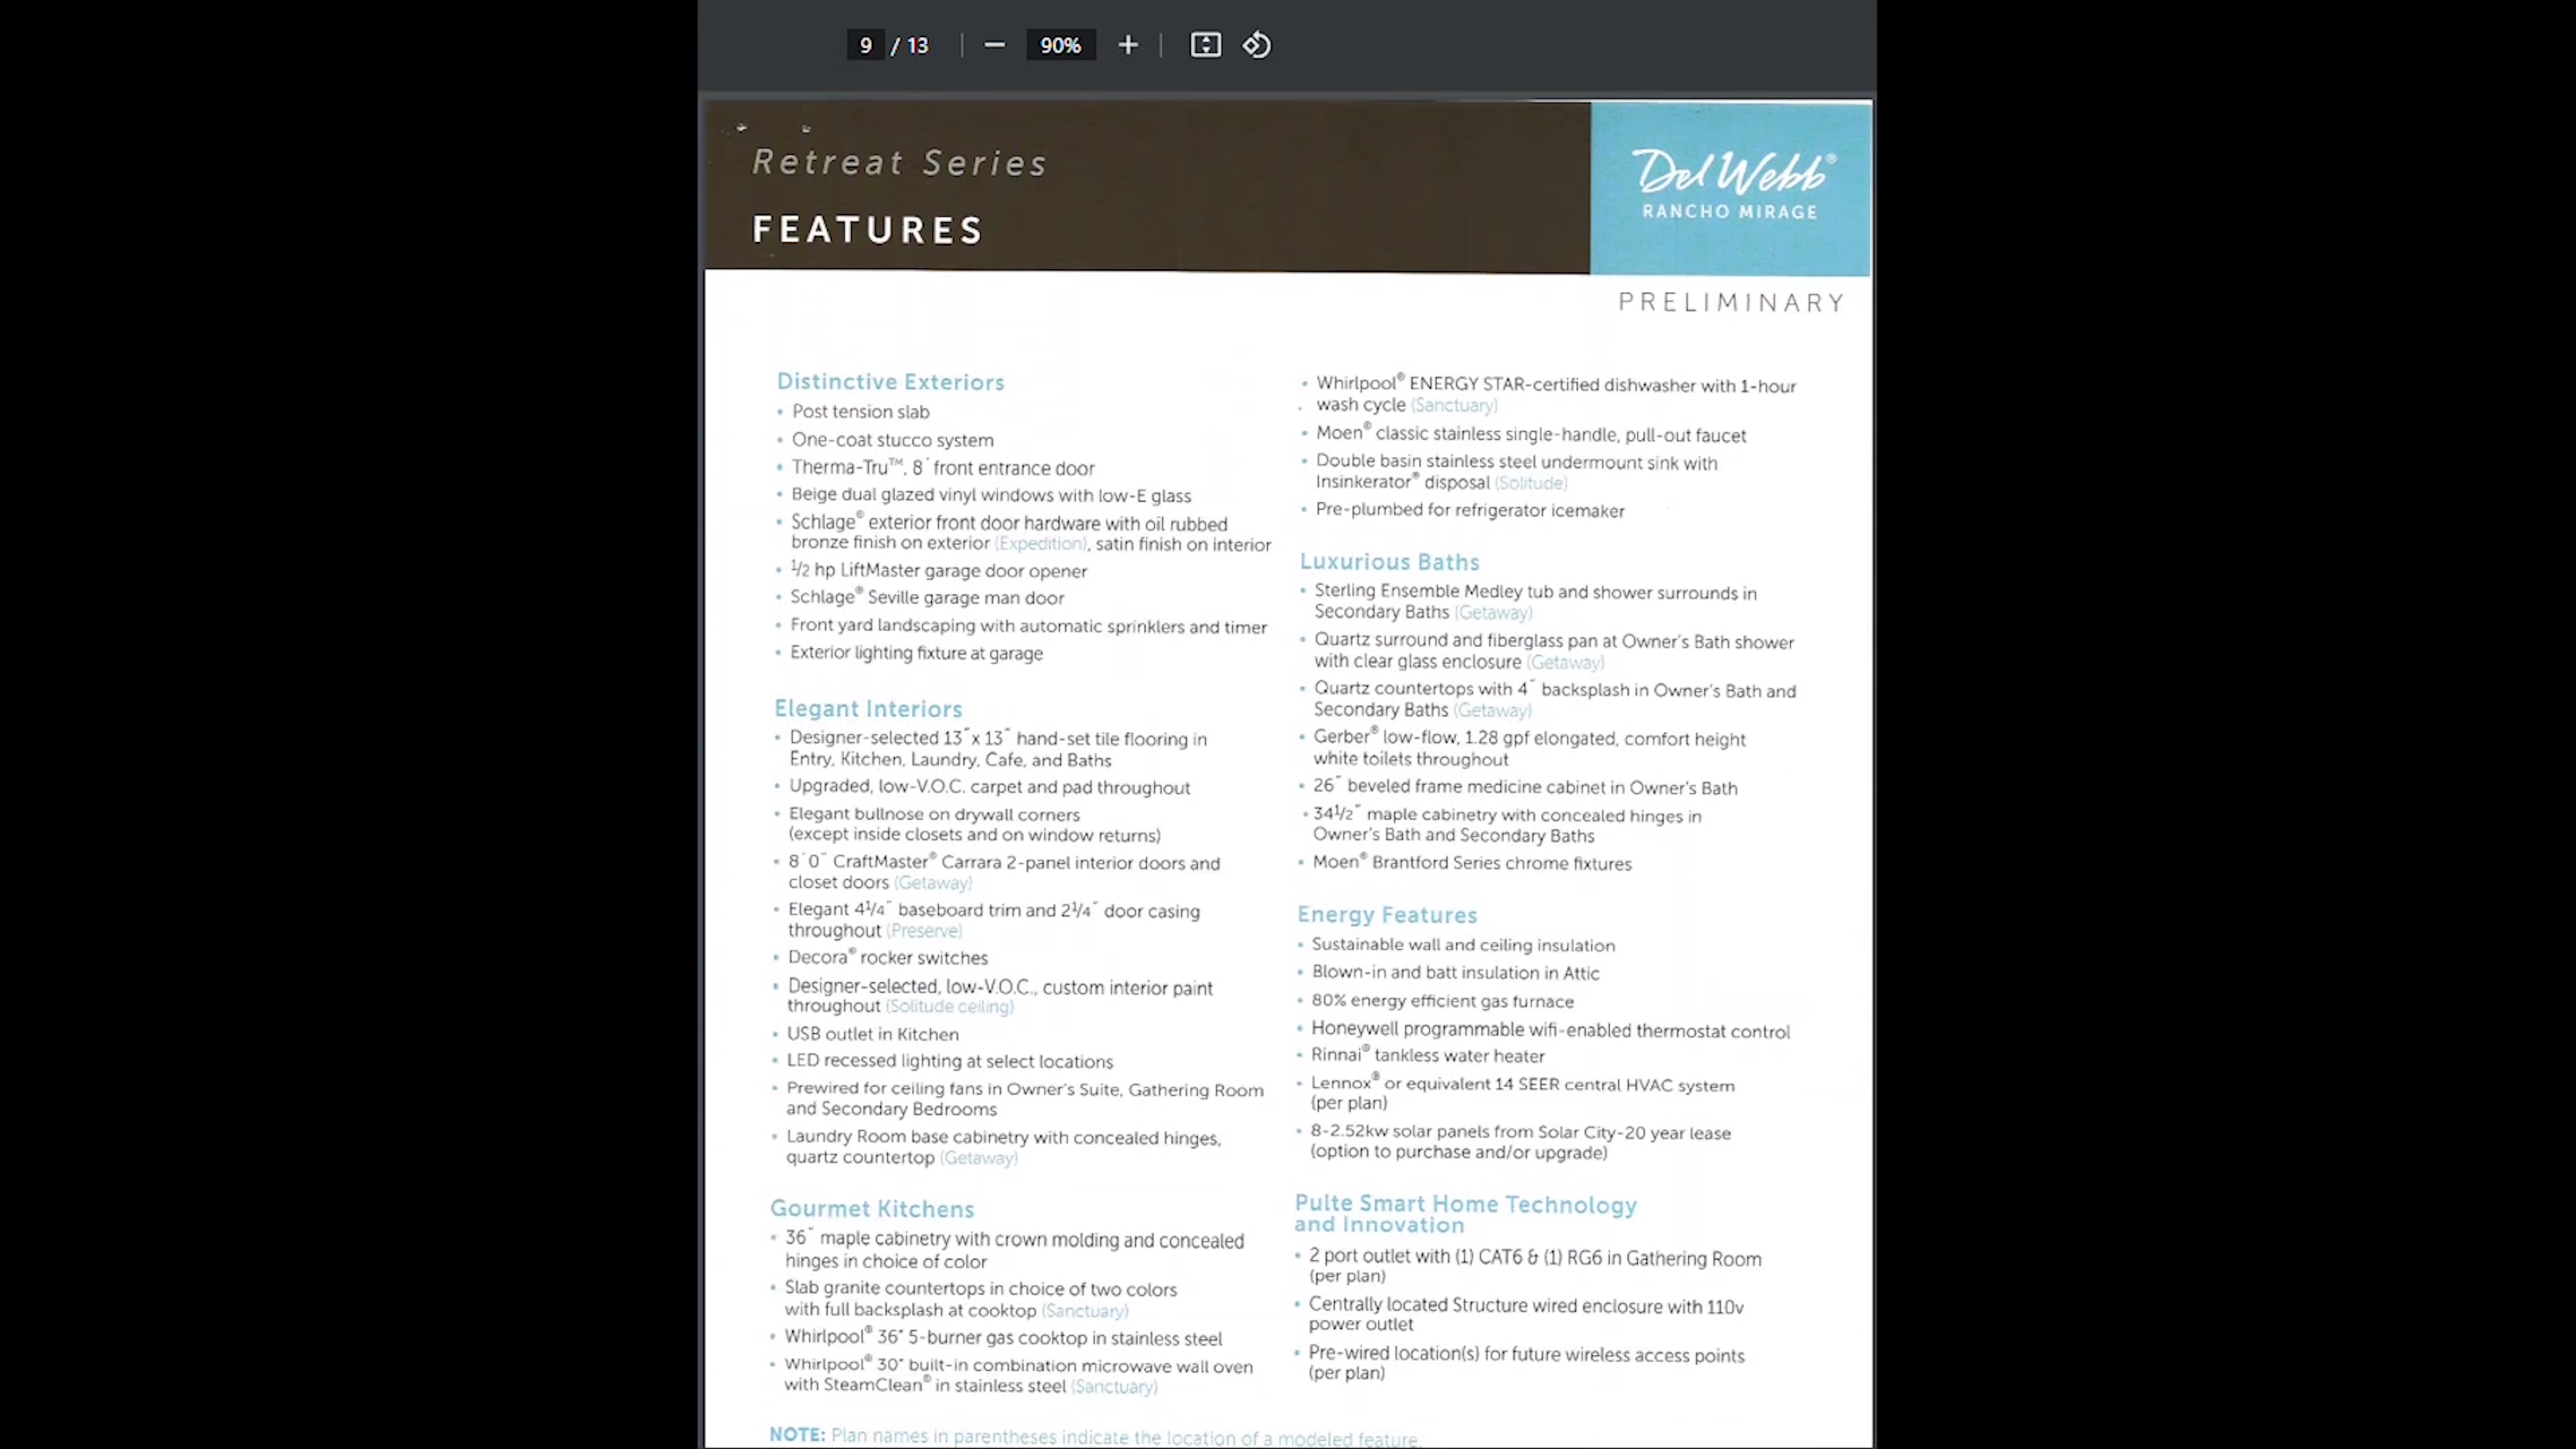 9 / 13
90%
Retreat Series
FEATURES
Del Webb®
RANCHO MIRAGE
PRELIMINARY
Distinctive Exteriors
• Post tension slab
• One-coat stucco system
• Therma-Tru™, 8´ front entrance door
• Beige dual glazed vinyl windows with low-E glass
• Schlage® exterior front door hardware with oil rubbed
bronze finish on exterior (Expedition), satin finish on interior
• 1/2 hp LiftMaster garage door opener
• Schlage® Seville garage man door
• Front yard landscaping with automatic sprinklers and timer
• Exterior lighting fixture at garage
Elegant Interiors
• Designer-selected 13˝ x 13˝ hand-set tile flooring in
Entry, Kitchen, Laundry, Cafe, and Baths
• Upgraded, low-V.O.C. carpet and pad throughout
• Elegant bullnose on drywall corners
(except inside closets and on window returns)
• 8´0˝ CraftMaster® Carrara 2-panel interior doors and
closet doors (Getaway)
• Elegant 41/4˝ baseboard trim and 21/4˝ door casing
throughout (Preserve)
• Decora® rocker switches
• Designer-selected, low-V.O.C., custom interior paint
throughout (Solitude ceiling)
• USB outlet in Kitchen
• LED recessed lighting at select locations
• Prewired for ceiling fans in Owner's Suite, Gathering Room
and Secondary Bedrooms
• Laundry Room base cabinetry with concealed hinges,
quartz countertop (Getaway)
Gourmet Kitchens
• 36˝ maple cabinetry with crown molding and concealed
hinges in choice of color
• Slab granite countertops in choice of two colors
with full backsplash at cooktop (Sanctuary)
• Whirlpool® 36" 5-burner gas cooktop in stainless steel
• Whirlpool® 30" built-in combination microwave wall oven
with SteamClean® in stainless steel (Sanctuary)
• Whirlpool® ENERGY STAR-certified dishwasher with 1-hour
wash cycle (Sanctuary)
• Moen® classic stainless single-handle, pull-out faucet
• Double basin stainless steel undermount sink with
Insinkerator® disposal (Solitude)
• Pre-plumbed for refrigerator icemaker
Luxurious Baths
• Sterling Ensemble Medley tub and shower surrounds in
Secondary Baths (Getaway)
• Quartz surround and fiberglass pan at Owner's Bath shower
with clear glass enclosure (Getaway)
• Quartz countertops with 4˝ backsplash in Owner's Bath and
Secondary Baths (Getaway)
• Gerber® low-flow, 1.28 gpf elongated, comfort height
white toilets throughout
• 26˝ beveled frame medicine cabinet in Owner's Bath
• 341/2˝ maple cabinetry with concealed hinges in
Owner's Bath and Secondary Baths
• Moen® Brantford Series chrome fixtures
Energy Features
• Sustainable wall and ceiling insulation
• Blown-in and batt insulation in Attic
• 80% energy efficient gas furnace
• Honeywell programmable wifi-enabled thermostat control
• Rinnai® tankless water heater
• Lennox® or equivalent 14 SEER central HVAC system
(per plan)
• 8-2.52kw solar panels from Solar City-20 year lease
(option to purchase and/or upgrade)
Pulte Smart Home Technology
and Innovation
• 2 port outlet with (1) CAT6 & (1) RG6 in Gathering Room
(per plan)
• Centrally located Structure wired enclosure with 110v
power outlet
• Pre-wired location(s) for future wireless access points
(per plan)
NOTE: Plan names in parentheses indicate the location of a modeled feature.